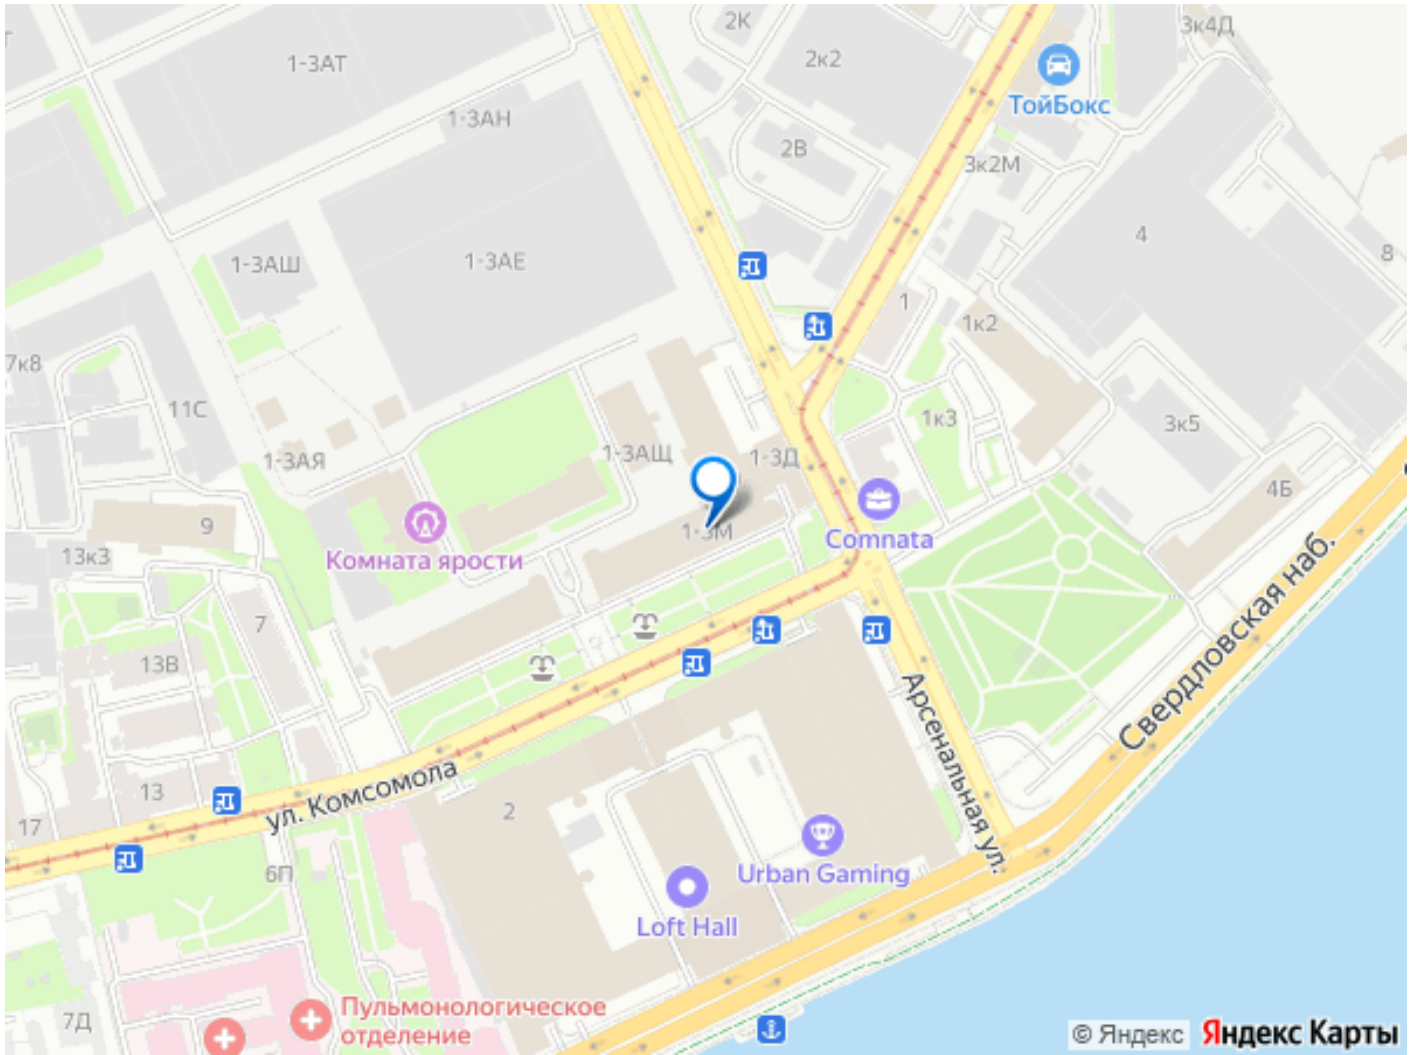 2К
3к4Д
1-3АТ
2к2
ТойБокс
1-3АН
2В
3к2М
4
8
1-3АШ
1-3АЕ
1
1к2
7к8
11С
1к3
3к5
1-3АЩ
1-3Д
1-3АЯ
4Б
9
1-3М
Comnata
Комната ярости
13к3
7
13В
Свердловская наб.
Арсенальная ул.
ул. Комсомола
13
2
17
6П
Urban Gaming
Loft Hall
Пульмонологическое
отделение
7Д
© Яндекс Яндекс Карты